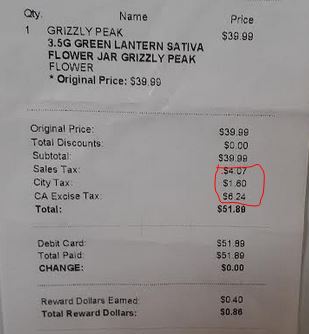 Qty. Name Price
1 GRIZZLY PEAK $39.99
3.5G GREEN LANTERN SATIVA
FLOWER JAR GRIZZLY PEAK
FLOWER
* Original Price: $39.99
Original Price: $39.99
Total Discounts: $0.00
Subtotal: $39.99
Sales Tax: $4.07
City Tax: $1.60
CA Excise Tax: $6.24
Total: $51.89
Debit Card: $51.89
Total Paid: $51.89
CHANGE: $0.00
Reward Dollars Earned: $0.40
Total Reward Dollars: $0.86